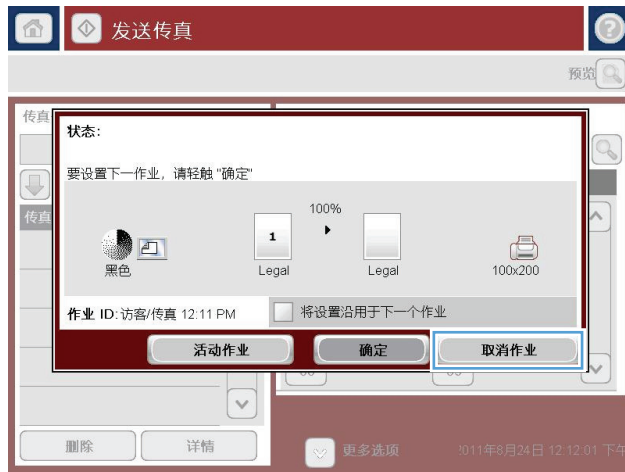 发送传真
预览
传真
状态：
要设置下一作业，请轻触 "确定"
传真
100%
1
黑色
Legal
Legal
100x200
作业 ID: 访客/传真 12:11 PM
将设置沿用于下一个作业
活动作业
确定
取消作业
删除
详情
更多选项
2011年8月24日 12:12:01 下午